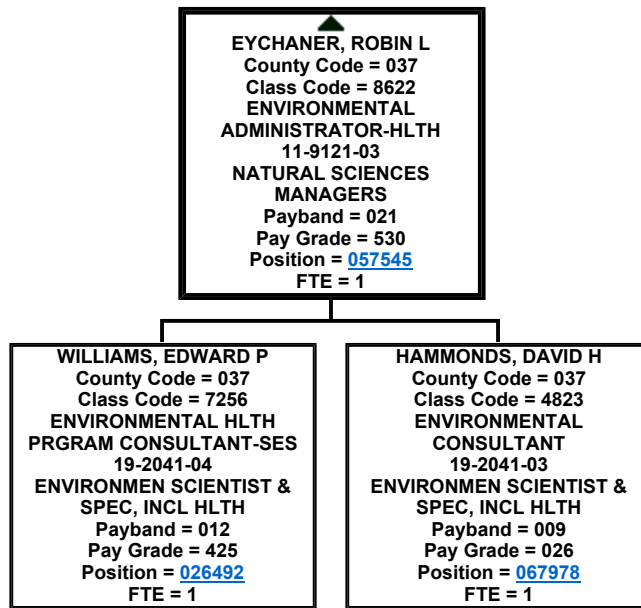 EYCHANER, ROBIN L
County Code = 037
Class Code = 8622
ENVIRONMENTAL
ADMINISTRATOR-HLTH
11-9121-03
NATURAL SCIENCES
MANAGERS
Payband = 021
Pay Grade = 530
Position = 057545
FTE = 1
WILLIAMS, EDWARD P
County Code = 037
Class Code = 7256
ENVIRONMENTAL HLTH
PRGRAM CONSULTANT-SES
19-2041-04
ENVIRONMEN SCIENTIST &
SPEC, INCL HLTH
Payband = 012
Pay Grade = 425
Position = 026492
FTE = 1
HAMMONDS, DAVID H
County Code = 037
Class Code = 4823
ENVIRONMENTAL
CONSULTANT
19-2041-03
ENVIRONMEN SCIENTIST &
SPEC, INCL HLTH
Payband = 009
Pay Grade = 026
Position = 067978
FTE = 1